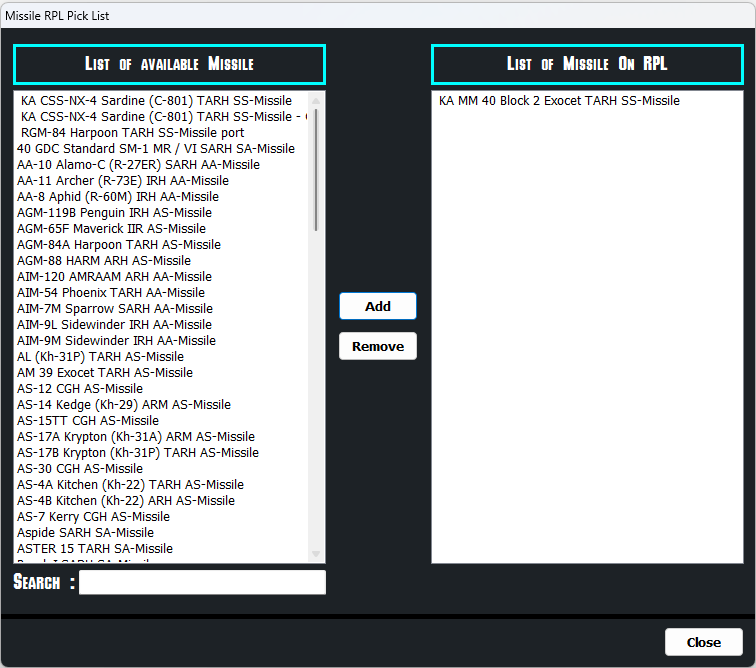 Missile RPL Pick List
List of available Missile
KA CSS-NX-4 Sardine (C-801) TARH SS-Missile
KA CSS-NX-4 Sardine (C-801) TARH SS-Missile -
RGM-84 Harpoon TARH SS-Missile port
40 GDC Standard SM-1 MR / VI SARH SA-Missile
AA-10 Alamo-C (R-27ER) SARH AA-Missile
AA-11 Archer (R-73E) IRH AA-Missile
AA-8 Aphid (R-60M) IRH AA-Missile
AGM-119B Penguin IRH AS-Missile
AGM-65F Maverick IIR AS-Missile
AGM-84A Harpoon TARH AS-Missile
AGM-88 HARM ARH AS-Missile
AIM-120 AMRAAM ARH AA-Missile
AIM-54 Phoenix TARH AA-Missile
AIM-7M Sparrow SARH AA-Missile
AIM-9L Sidewinder IRH AA-Missile
AIM-9M Sidewinder IRH AA-Missile
AL (Kh-31P) TARH AS-Missile
AM 39 Exocet TARH AS-Missile
AS-12 CGH AS-Missile
AS-14 Kedge (Kh-29) ARM AS-Missile
AS-15TT CGH AS-Missile
AS-17A Krypton (Kh-31A) ARM AS-Missile
AS-17B Krypton (Kh-31P) TARH AS-Missile
AS-30 CGH AS-Missile
AS-4A Kitchen (Kh-22) TARH AS-Missile
AS-4B Kitchen (Kh-22) ARH AS-Missile
AS-7 Kerry CGH AS-Missile
Aspide SARH SA-Missile
ASTER 15 TARH SA-Missile
Search :
Add
Remove
List of Missile On RPL
KA MM 40 Block 2 Exocet TARH SS-Missile
Close